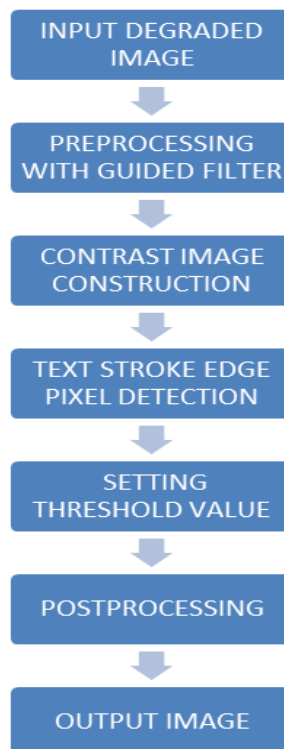 INPUT DEGRADED
IMAGE
PREPROCESSING
WITH GUIDED FILTER
CONTRAST IMAGE
CONSTRUCTION
TEXT STROKE EDGE
PIXEL DETECTION
SETTING
THRESHOLD VALUE
POSTPROCESSING
OUTPUT IMAGE